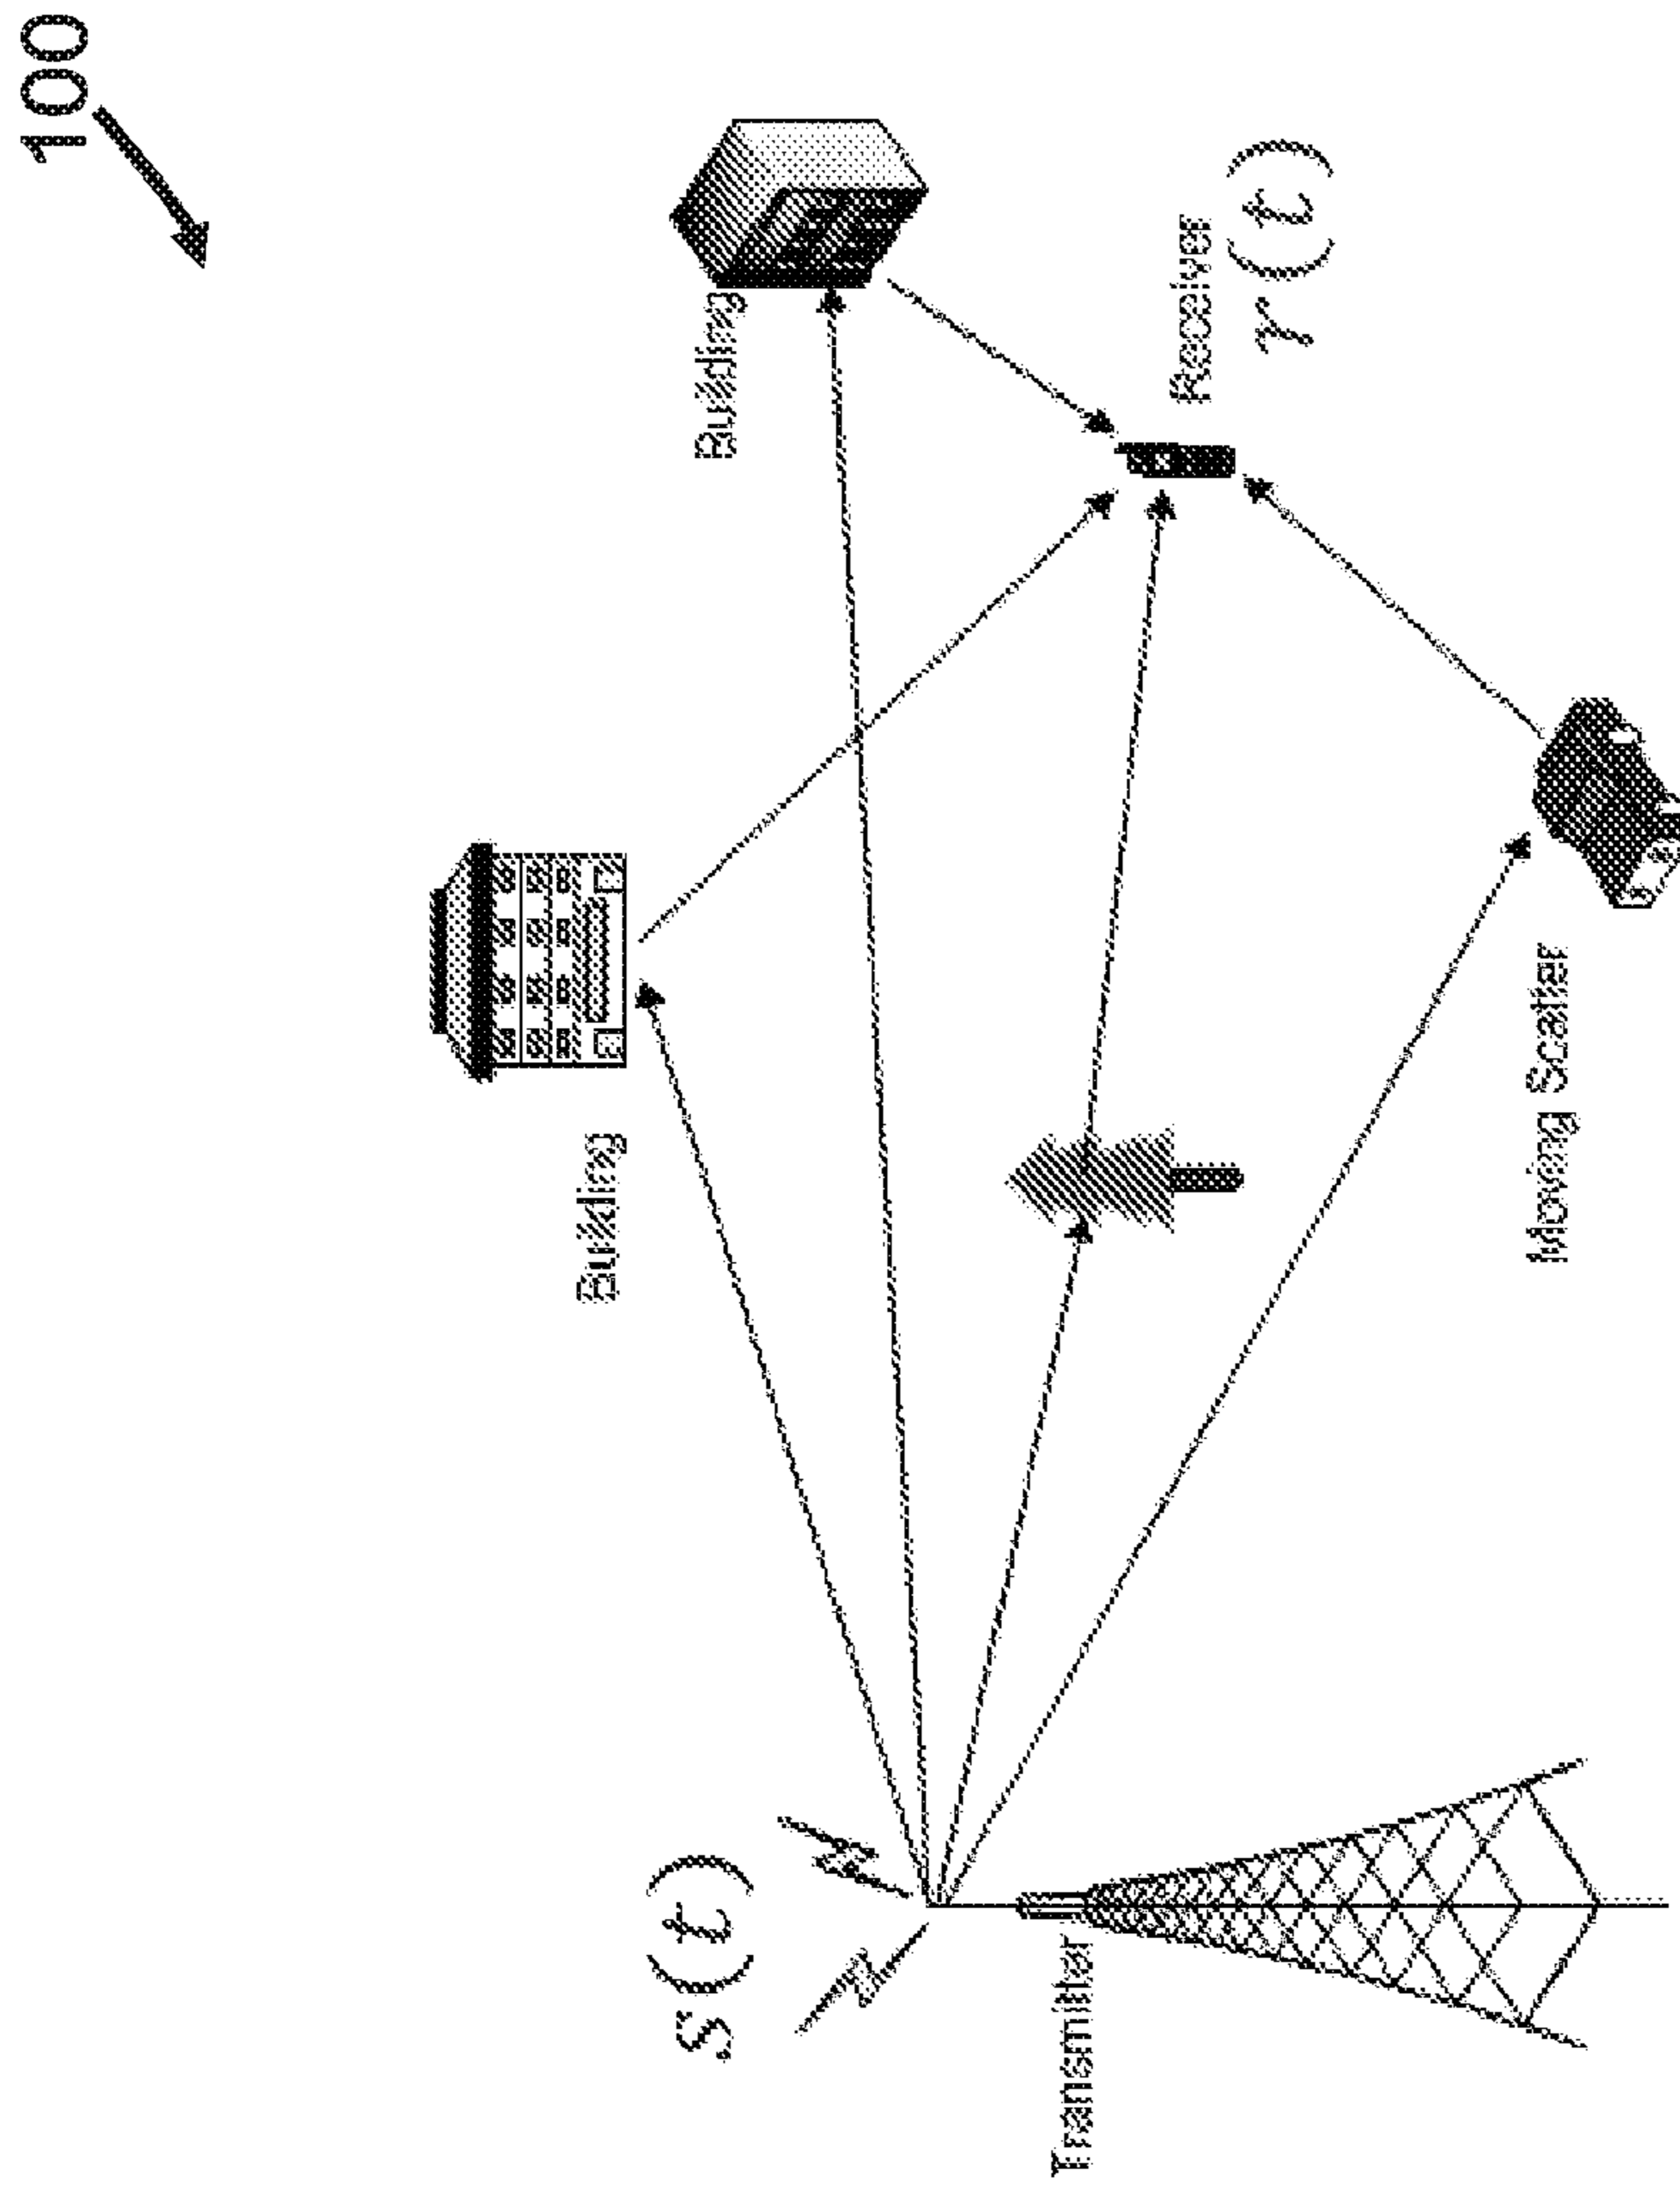 100
s(t)
Building
Building
Transmitter
Receiver
r(t)
Moving Scatter